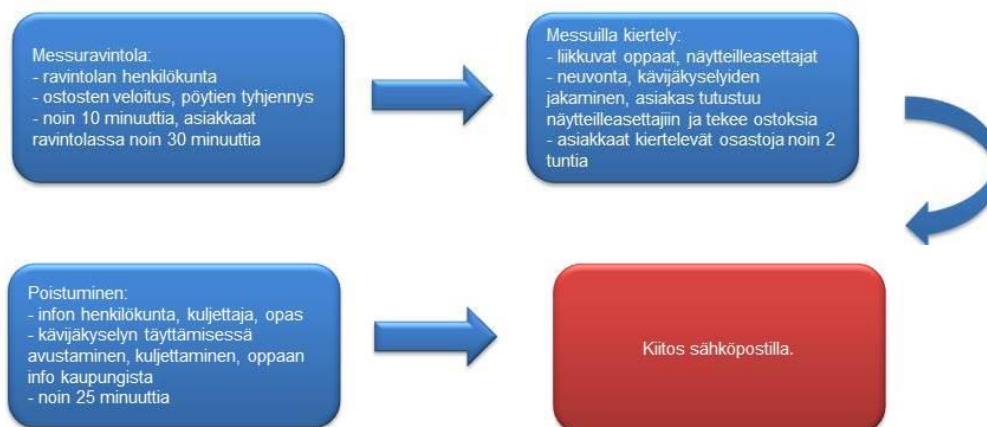 Messuravintola:
- ravintolan henkilökunta
- ostosten veloitus, pöytien tyhjennys
- noin 10 minuuttia, asiakkaat
ravintolassa noin 30 minuuttia
Messuilla kiertely:
- liikkuvat oppaat, näytteilleasettajat
- neuvonta, kävijäkyselyiden
jakaminen, asiakas tutustuu
näytteilleasettajiin ja tekee ostoksia
- asiakkaat kiertelevät osastoja noin 2
tuntia
Poistuminen:
- infon henkilökunta, kuljettaja, opas
- kävijäkyselyn täyttämisessä
avustaminen, kuljettaminen, oppaan
info kaupungista
- noin 25 minuuttia
Kiitos sähköpostilla.